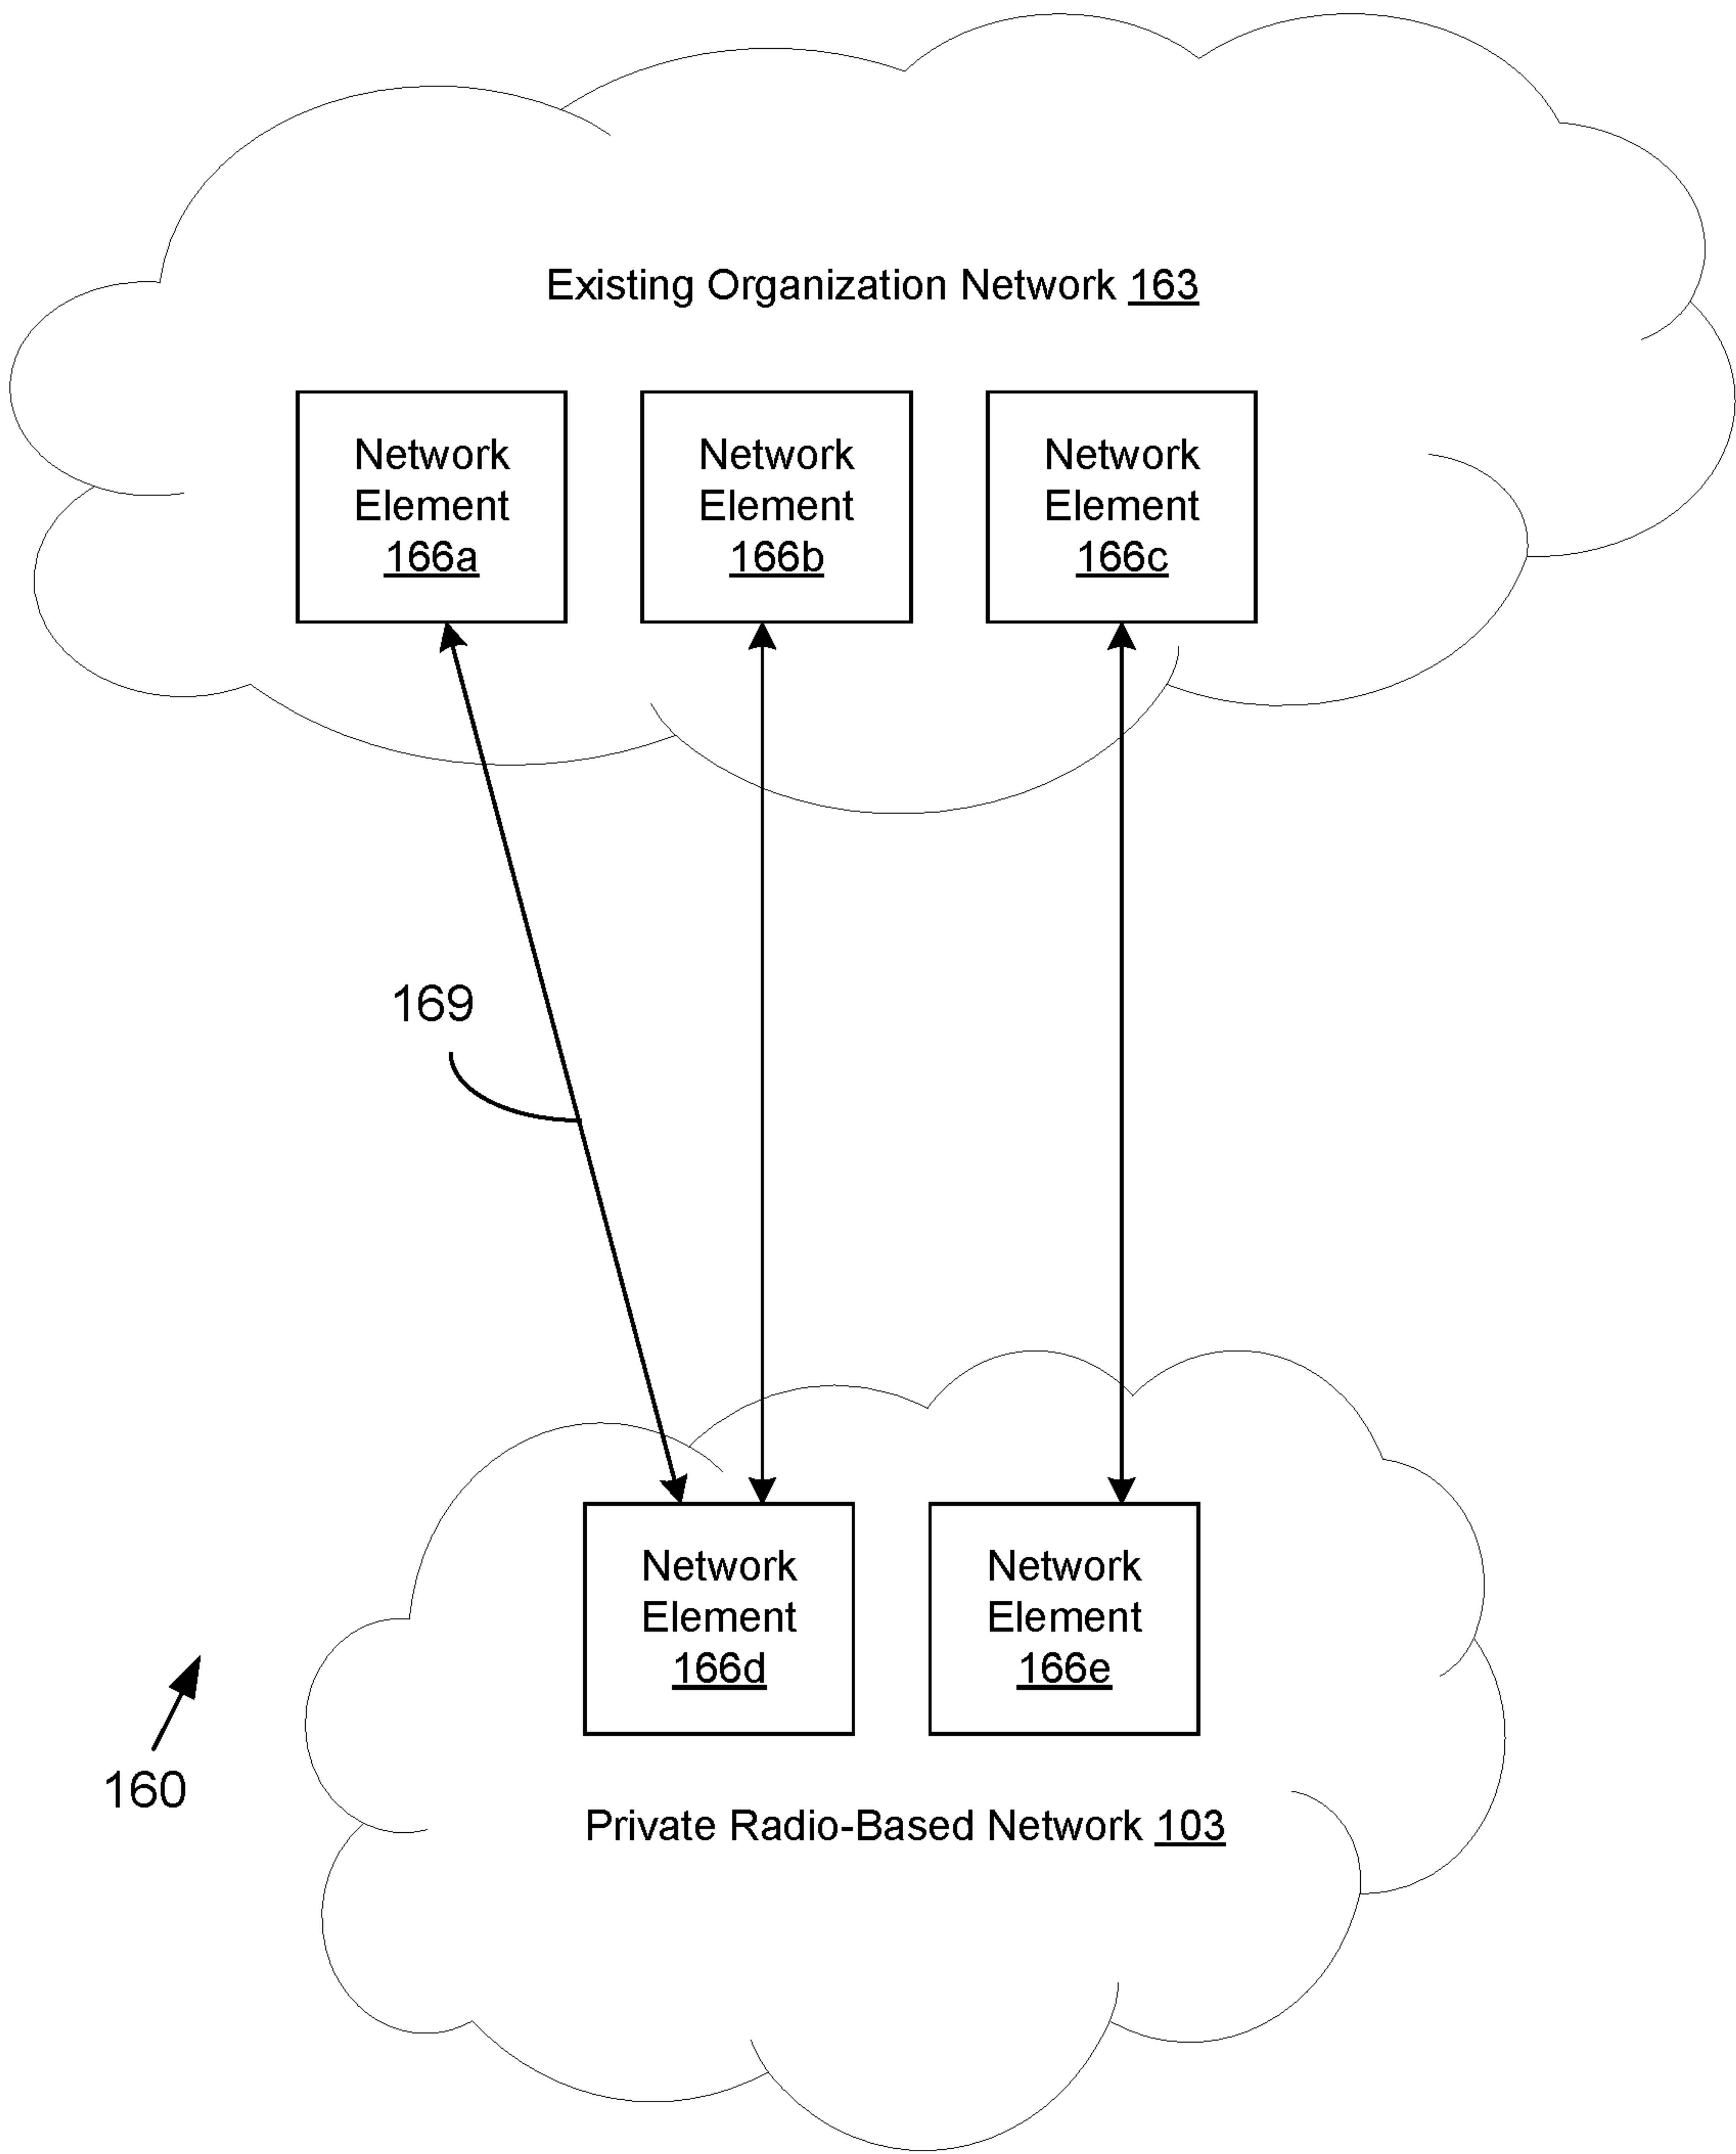 Existing Organization Network 163
Network
Element
166a
Network
Element
166b
Network
Element
166c
169
Network
Element
166d
Network
Element
166e
160
Private Radio-Based Network 103